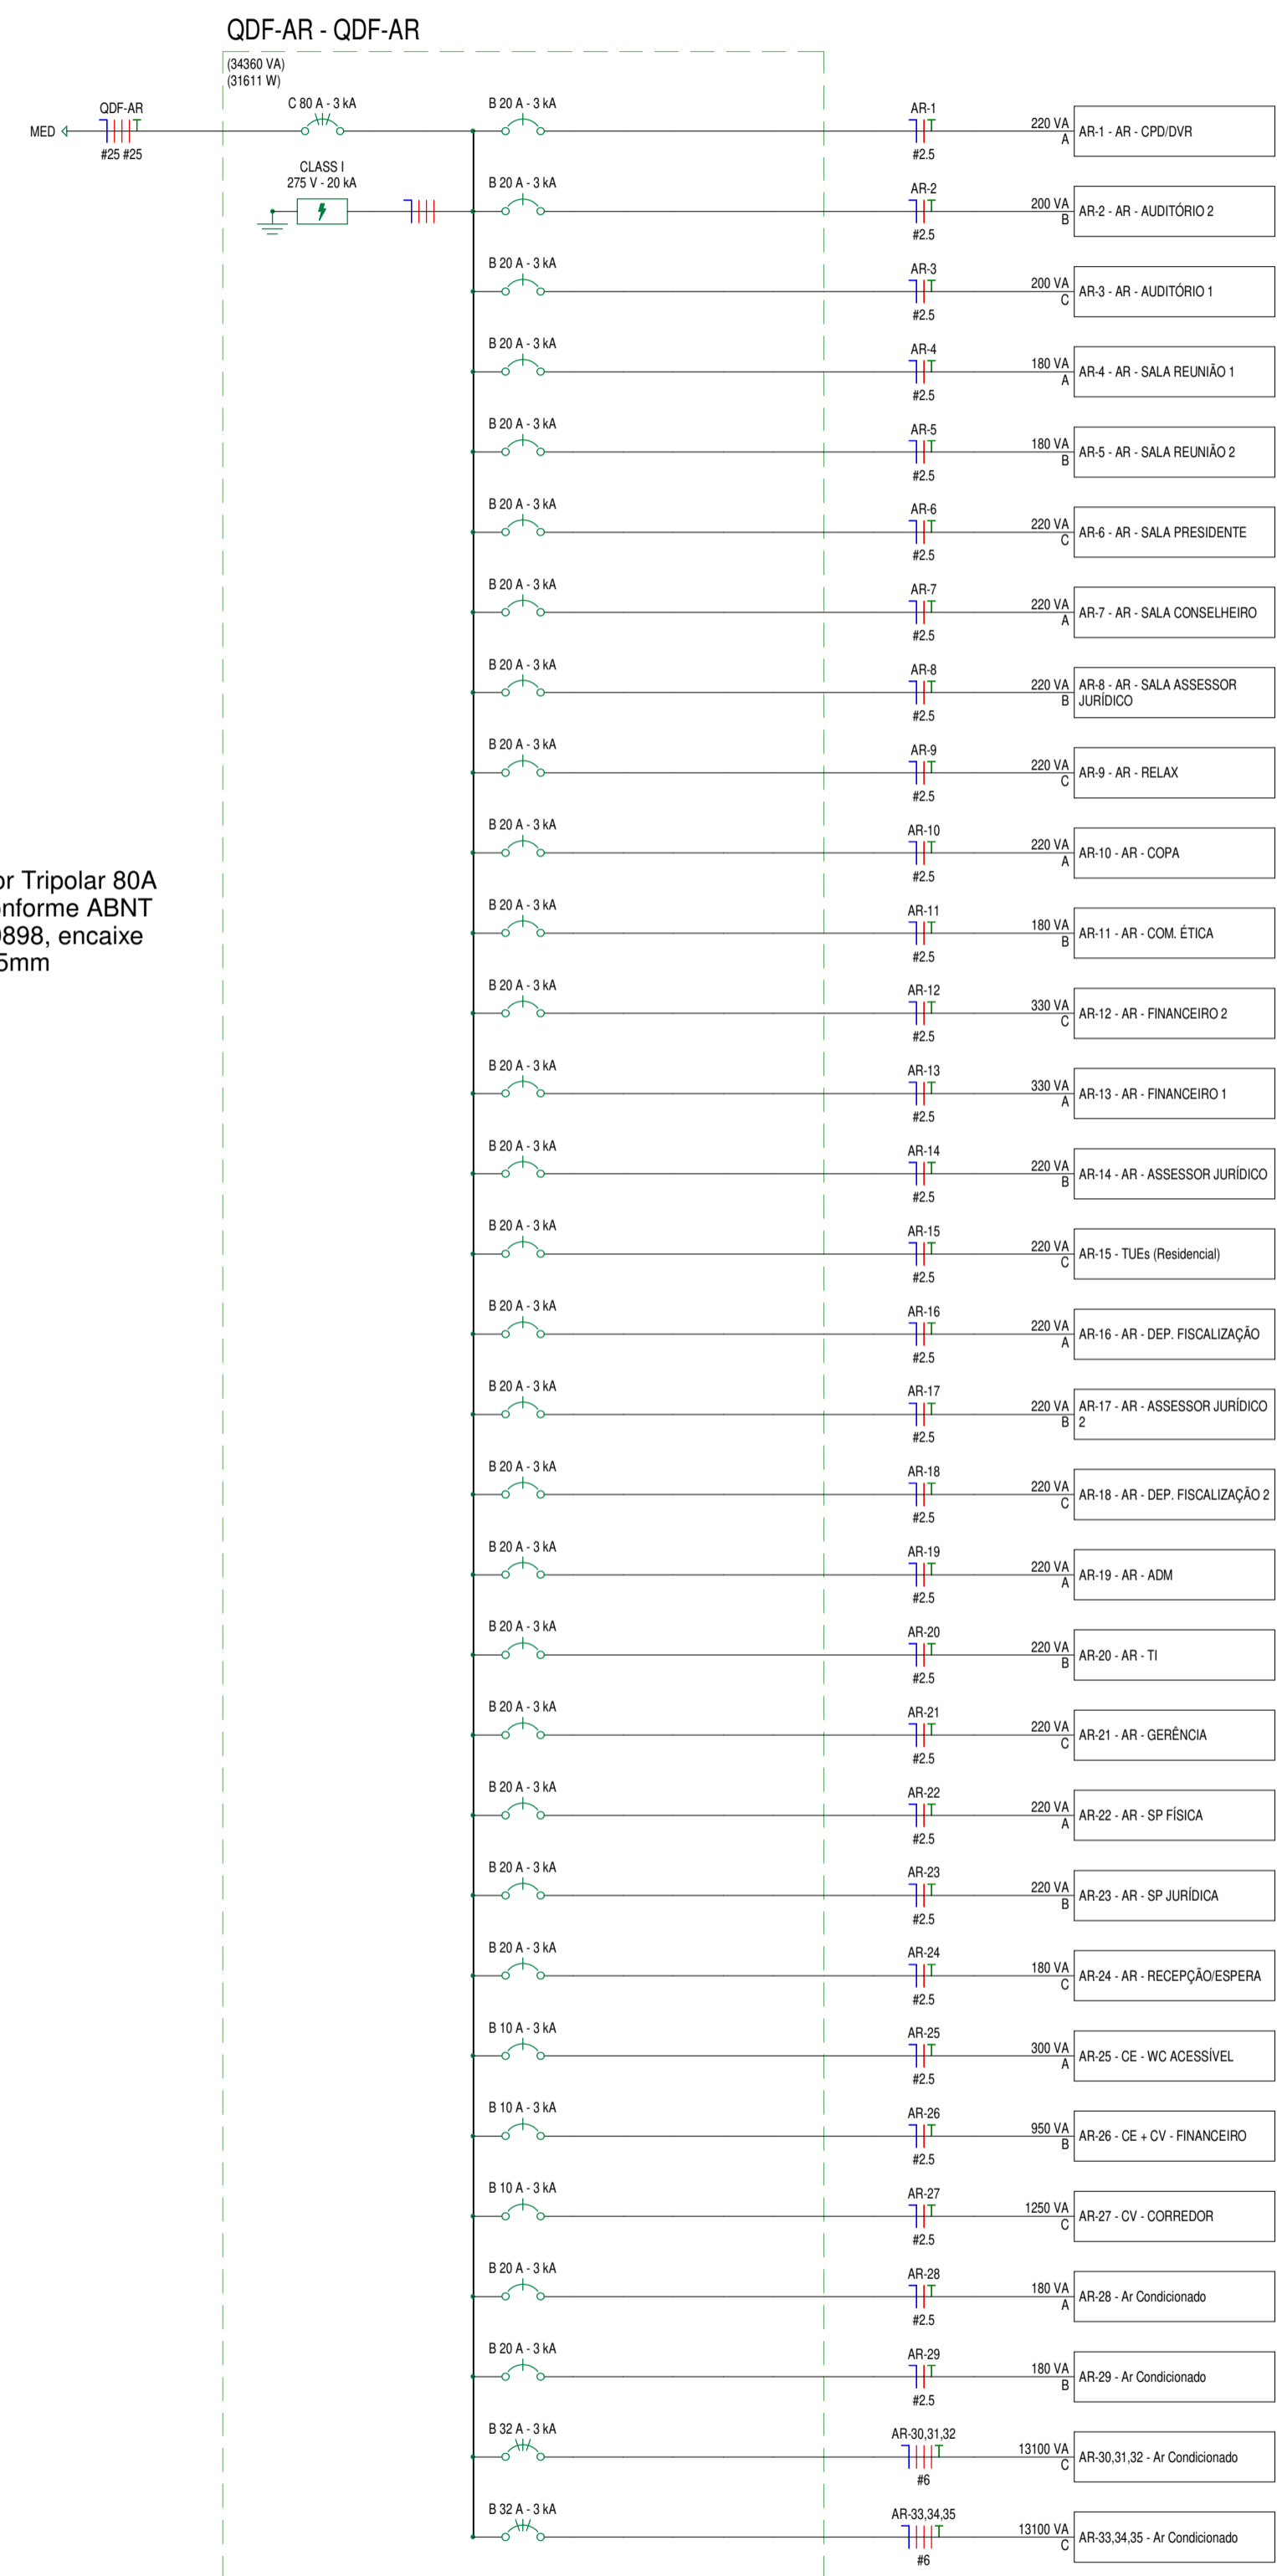 QDF-AR - QDF-AR
(34360 VA)
(31611 W)
MED
QDF-AR
#25 #25
C 80 A - 3 kA
CLASS I
275 V - 20 kA
B 20 A - 3 kA
AR-1
#2.5
220 VA
A
AR-1 - AR - CPD/DVR
B 20 A - 3 kA
AR-2
#2.5
200 VA
B
AR-2 - AR - AUDITÓRIO 2
B 20 A - 3 kA
AR-3
#2.5
200 VA
C
AR-3 - AR - AUDITÓRIO 1
B 20 A - 3 kA
AR-4
#2.5
180 VA
A
AR-4 - AR - SALA REUNIÃO 1
B 20 A - 3 kA
AR-5
#2.5
180 VA
B
AR-5 - AR - SALA REUNIÃO 2
B 20 A - 3 kA
AR-6
#2.5
220 VA
C
AR-6 - AR - SALA PRESIDENTE
B 20 A - 3 kA
AR-7
#2.5
220 VA
A
AR-7 - AR - SALA CONSELHEIRO
B 20 A - 3 kA
AR-8
#2.5
220 VA
B
AR-8 - AR - SALA ASSESSOR
JURÍDICO
B 20 A - 3 kA
AR-9
#2.5
220 VA
C
AR-9 - AR - RELAX
B 20 A - 3 kA
AR-10
#2.5
220 VA
A
AR-10 - AR - COPA
or Tripolar 80A
onforme ABNT
898, encaixe
5mm
B 20 A - 3 kA
AR-11
#2.5
180 VA
B
AR-11 - AR - COM. ÉTICA
B 20 A - 3 kA
AR-12
#2.5
330 VA
C
AR-12 - AR - FINANCEIRO 2
B 20 A - 3 kA
AR-13
#2.5
330 VA
A
AR-13 - AR - FINANCEIRO 1
B 20 A - 3 kA
AR-14
#2.5
220 VA
B
AR-14 - AR - ASSESSOR JURÍDICO
B 20 A - 3 kA
AR-15
#2.5
220 VA
C
AR-15 - TUEs (Residencial)
B 20 A - 3 kA
AR-16
#2.5
220 VA
A
AR-16 - AR - DEP. FISCALIZAÇÃO
B 20 A - 3 kA
AR-17
#2.5
220 VA
B
AR-17 - AR - ASSESSOR JURÍDICO
2
B 20 A - 3 kA
AR-18
#2.5
220 VA
C
AR-18 - AR - DEP. FISCALIZAÇÃO 2
B 20 A - 3 kA
AR-19
#2.5
220 VA
A
AR-19 - AR - ADM
B 20 A - 3 kA
AR-20
#2.5
220 VA
B
AR-20 - AR - TI
B 20 A - 3 kA
AR-21
#2.5
220 VA
C
AR-21 - AR - GERÊNCIA
B 20 A - 3 kA
AR-22
#2.5
220 VA
A
AR-22 - AR - SP FÍSICA
B 20 A - 3 kA
AR-23
#2.5
220 VA
B
AR-23 - AR - SP JURÍDICA
B 20 A - 3 kA
AR-24
#2.5
180 VA
C
AR-24 - AR - RECEPÇÃO/ESPERA
B 10 A - 3 kA
AR-25
#2.5
300 VA
A
AR-25 - CE - WC ACESSÍVEL
B 10 A - 3 kA
AR-26
#2.5
950 VA
B
AR-26 - CE + CV - FINANCEIRO
B 10 A - 3 kA
AR-27
#2.5
1250 VA
C
AR-27 - CV - CORREDOR
B 20 A - 3 kA
AR-28
#2.5
180 VA
A
AR-28 - Ar Condicionado
B 20 A - 3 kA
AR-29
#2.5
180 VA
B
AR-29 - Ar Condicionado
B 32 A - 3 kA
AR-30,31,32
#6
13100 VA
C
AR-30,31,32 - Ar Condicionado
B 32 A - 3 kA
AR-33,34,35
#6
13100 VA
C
AR-33,34,35 - Ar Condicionado